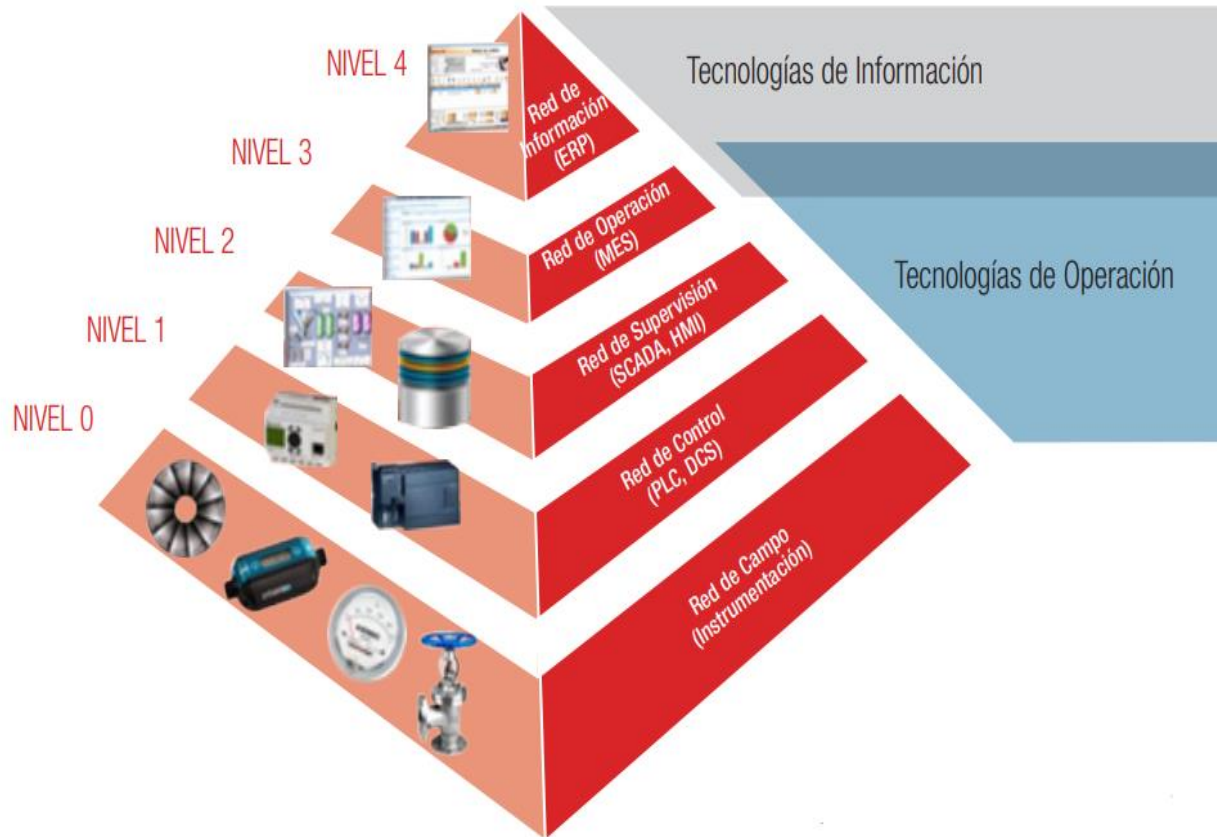 NIVEL 4
Red de
Información
(ERP)
Tecnologías de Información
NIVEL 3
Red de Operación
(MES)
NIVEL 2
Red de Supervisión
(SCADA, HMI)
Tecnologías de Operación
NIVEL 1
Red de Control
(PLC, DCS)
NIVEL 0
Red de Campo
(Instrumentación)